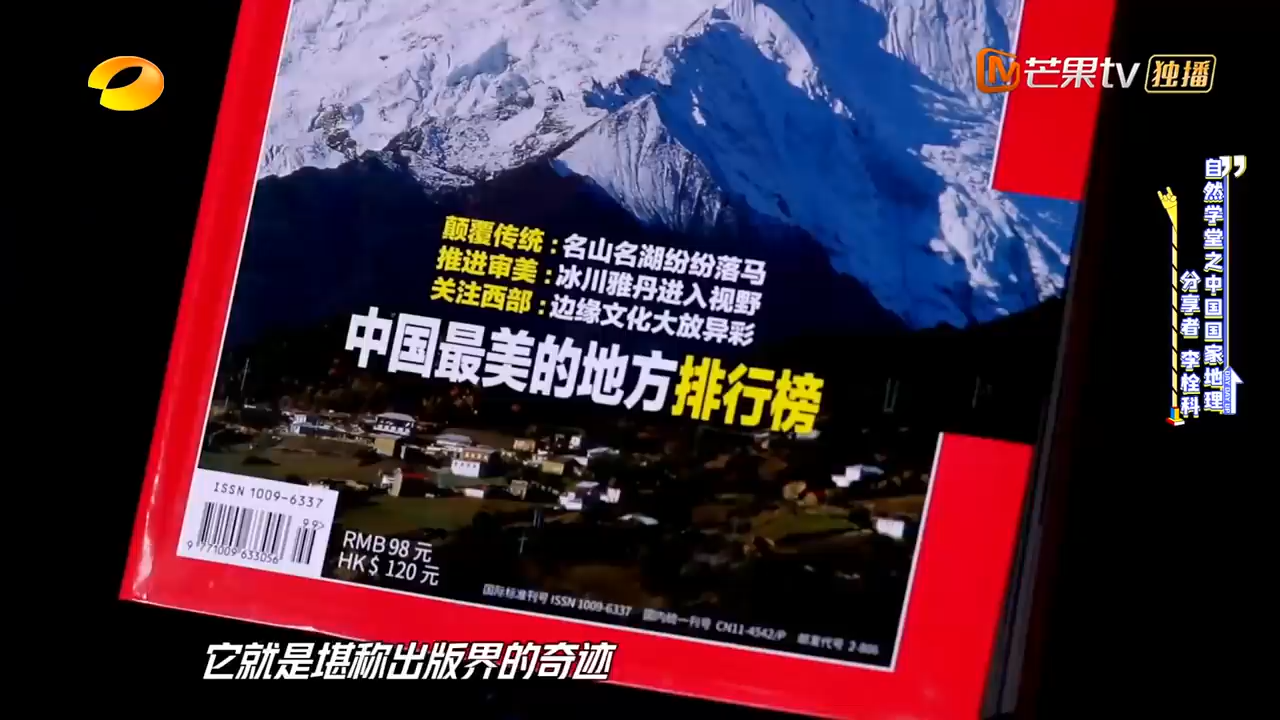 芒果tv 独播
自然学堂之中国国家地理
分享者 李栓科
颠覆传统：名山名湖纷纷落马
推进审美：冰川雅丹进入视野
关注西部：边缘文化大放异彩
中国最美的地方排行榜
ISSN 1009-6337
99>
9 771009 633056
RMB 98 元
HK$ 120 元
国际标准刊号 ISSN 1009-6337 国内统一刊号 CN11-4542/P 邮发代号 2-806
它就是堪称出版界的奇迹